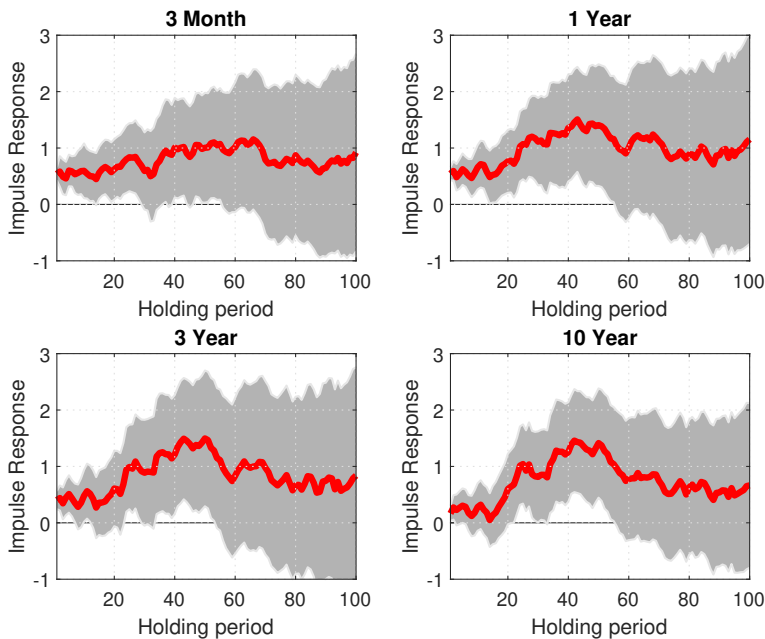 3 Month
3
2
1
0
-1
Impulse Response
20 40 60 80 100
Holding period
1 Year
3
2
1
0
-1
Impulse Response
20 40 60 80 100
Holding period
3 Year
3
2
1
0
-1
Impulse Response
20 40 60 80 100
Holding period
10 Year
3
2
1
0
-1
Impulse Response
20 40 60 80 100
Holding period